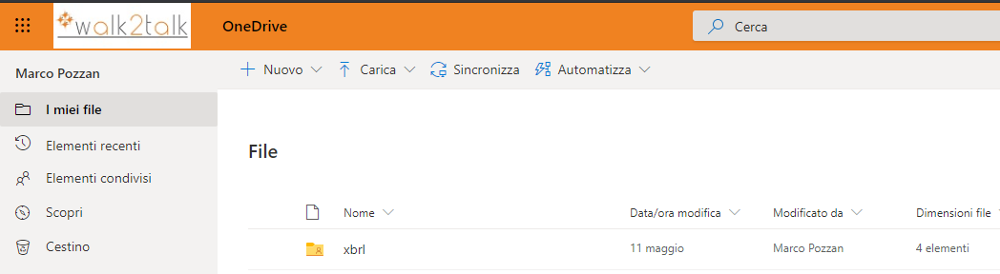 walk2talk OneDrive Cerca
Marco Pozzan
Nuovo Carica Sincronizza Automatizza
I miei file
Elementi recenti
Elementi condivisi
Scopri
Cestino
File
Nome Data/ora modifica Modificato da Dimensioni file
xbrl 11 maggio Marco Pozzan 4 elementi